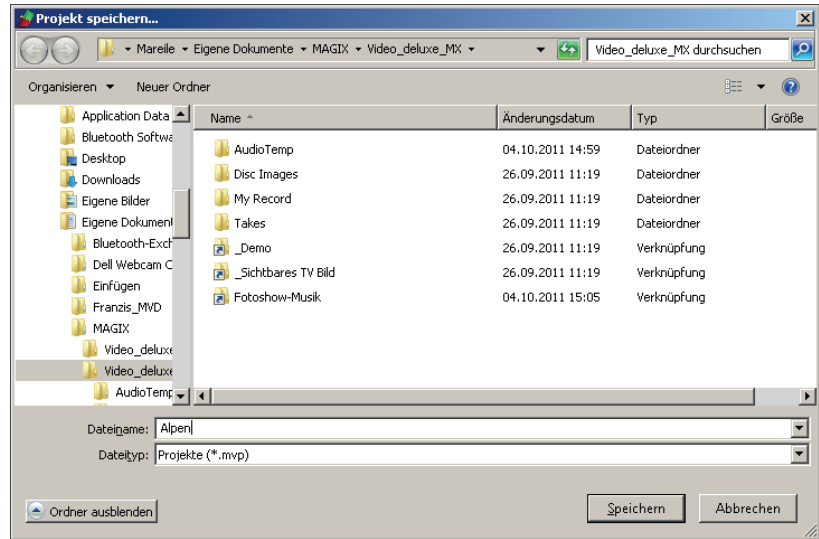 Projekt speichern...
Mareile Eigene Dokumente MAGIX Video_deluxe_MX
Video_deluxe_MX durchsuchen
Organisieren Neuer Ordner
Application Data
Bluetooth Softwa
Desktop
Downloads
Eigene Bilder
Eigene Dokument
Bluetooth-Exch
Dell Webcam C
Einfügen
Franzis_MVD
MAGIX
Video_deluxe
Video_deluxe
AudioTemp
Name Änderungsdatum Typ Größe
AudioTemp 04.10.2011 14:59 Dateiordner
Disc Images 26.09.2011 11:19 Dateiordner
My Record 26.09.2011 11:19 Dateiordner
Takes 26.09.2011 11:19 Dateiordner
_Demo 26.09.2011 11:19 Verknüpfung
_Sichtbares TV Bild 26.09.2011 11:19 Verknüpfung
Fotoshow-Musik 04.10.2011 15:05 Verknüpfung
Dateiname: Alpen
Dateityp: Projekte (*.mvp)
Ordner ausblenden
Speichern
Abbrechen